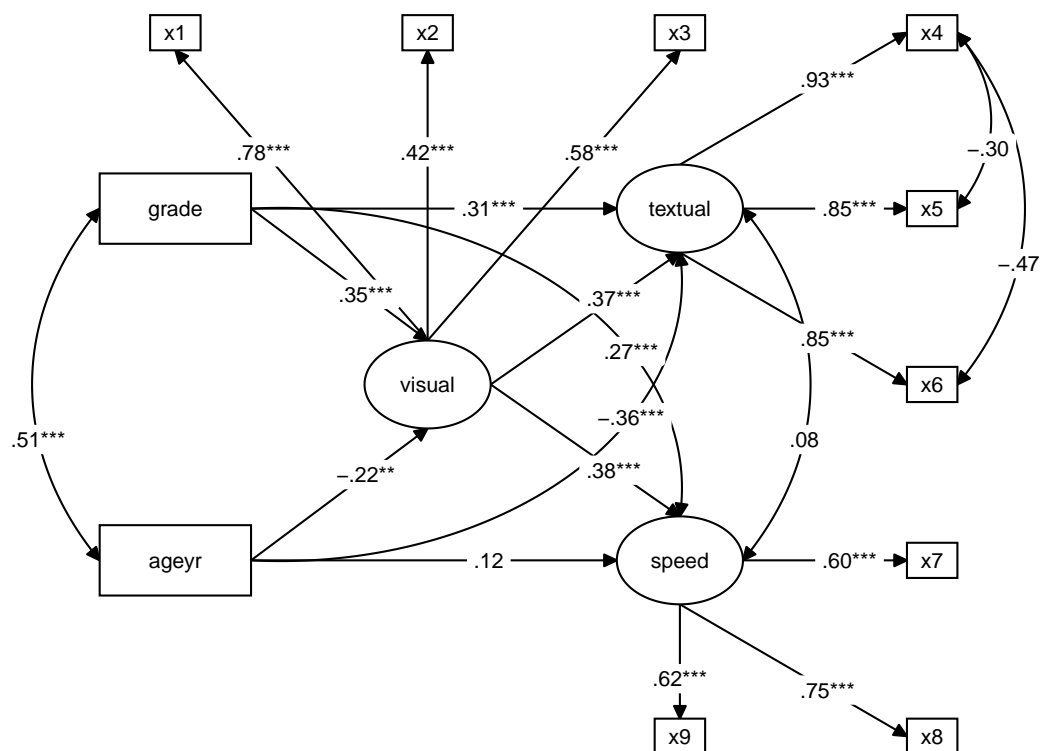 x1
x2
x3
x4
.93***
.78***
.42***
.58***
−.30
grade
.31***
textual
.85***
x5
−.47
.35***
.37***
.85***
.27***
visual
x6
−.36***
.51***
.08
−.22**
.38***
ageyr
.12
speed
.60***
x7
.62***
.75***
x9
x8